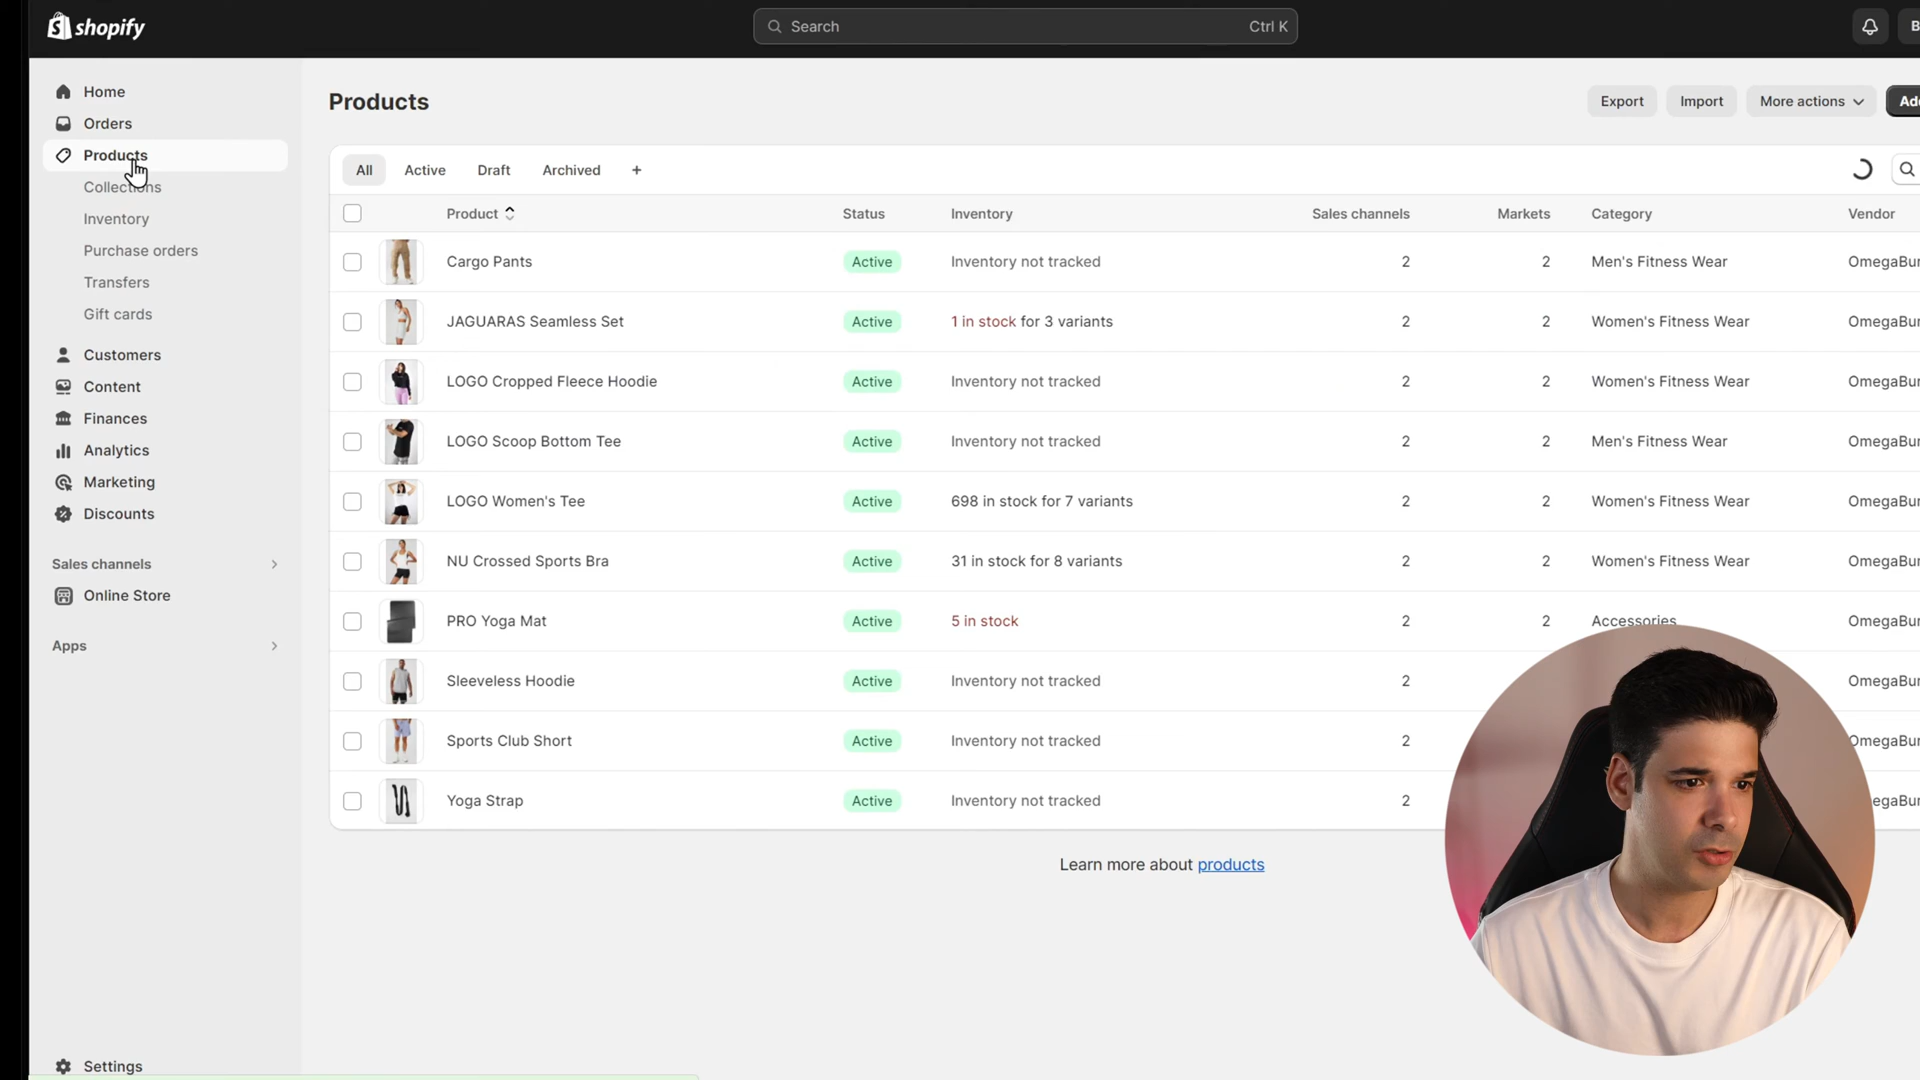 shopify
Search Ctrl K
Home
Orders
Products
Collections
Inventory
Purchase orders
Transfers
Gift cards
Customers
Content
Finances
Analytics
Marketing
Discounts
Sales channels
Online Store
Apps
Settings
Products
Export Import More actions
All Active Draft Archived +
Product Status Inventory Sales channels Markets Category Vendor
Cargo Pants Active Inventory not tracked 2 2 Men's Fitness Wear
JAGUARAS Seamless Set Active 1 in stock for 3 variants 2 2 Women's Fitness Wear
LOGO Cropped Fleece Hoodie Active Inventory not tracked 2 2 Women's Fitness Wear
LOGO Scoop Bottom Tee Active Inventory not tracked 2 2 Men's Fitness Wear
LOGO Women's Tee Active 698 in stock for 7 variants 2 2 Women's Fitness Wear
NU Crossed Sports Bra Active 31 in stock for 8 variants 2 2 Women's Fitness Wear
PRO Yoga Mat Active 5 in stock 2 2 Accessories
Sleeveless Hoodie Active Inventory not tracked 2
Sports Club Short Active Inventory not tracked 2
Yoga Strap Active Inventory not tracked 2
Learn more about products